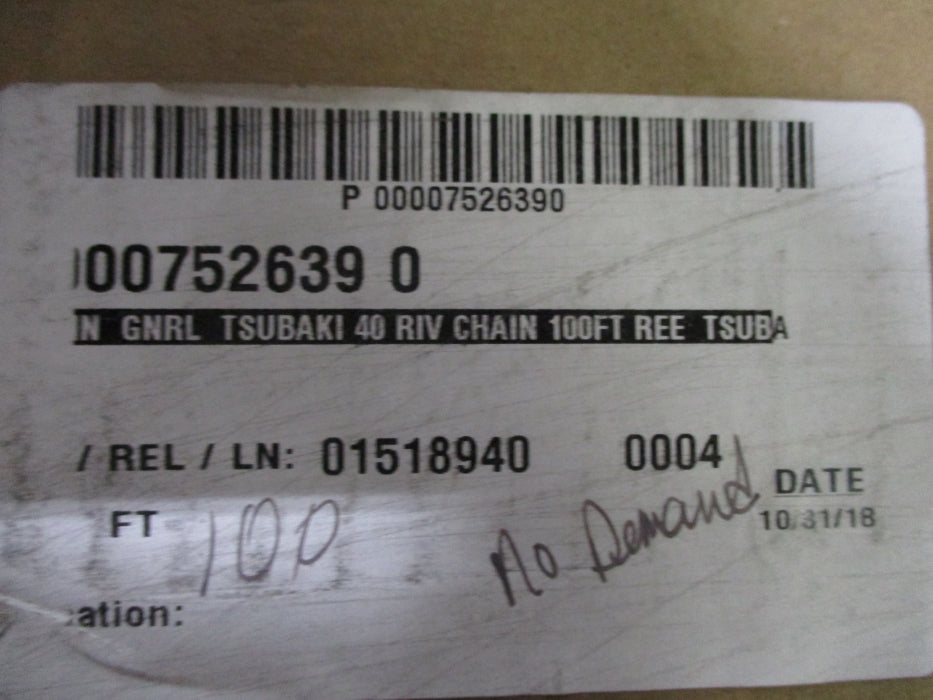 P 00007526390
00752639 0
N GNRL TSUBAKI 40 RIV CHAIN 100FT REE TSUBA
/ REL / LN: 01518940 0004
DATE
FT 100 No Demand 10/31/18
ation: